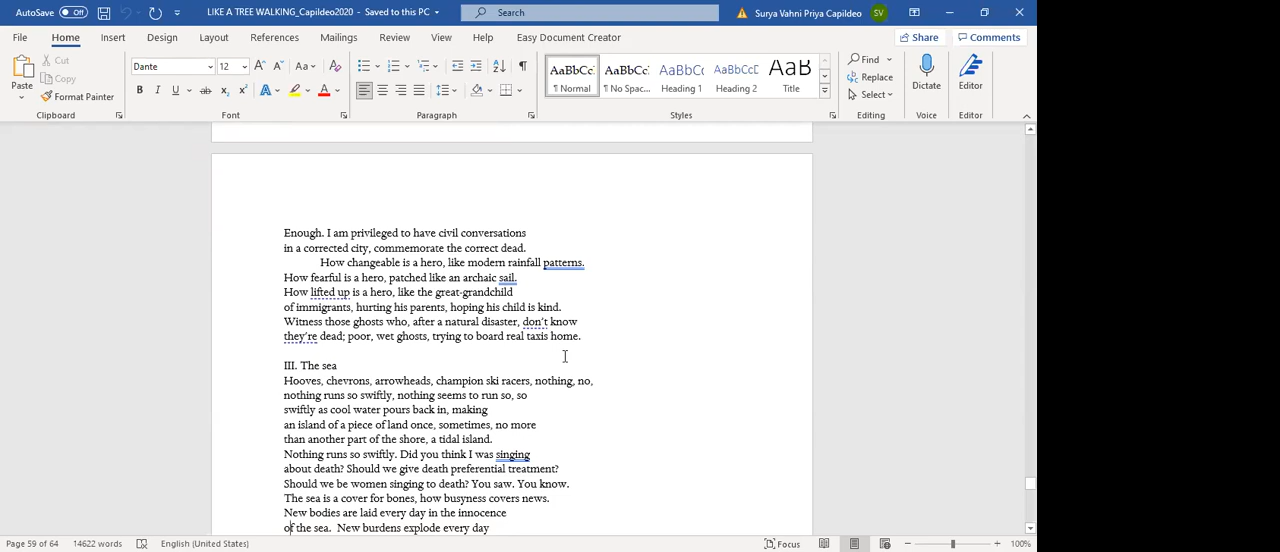 AutoSave Off LIKE A TREE WALKING_Capildeo2020 - Saved to this PC Search Surya Vahni Priya Capildeo SV
File Home Insert Design Layout References Mailings Review View Help Easy Document Creator Share Comments
Paste Cut Copy Format Painter
Clipboard
Dante 12 A A Aa A
B I U ab x₂ x² A A
Font
Paragraph
AaBbCc AaBbCc AaBbCc AaBbCc AaB
¶ Normal ¶ No Spac... Heading 1 Heading 2 Title
Styles
Find
Replace
Select
Editing
Dictate
Voice
Editor
Editor
Enough. I am privileged to have civil conversations
in a corrected city, commemorate the correct dead.
How changeable is a hero, like modern rainfall patterns.
How fearful is a hero, patched like an archaic sail.
How lifted up is a hero, like the great-grandchild
of immigrants, hurting his parents, hoping his child is kind.
Witness those ghosts who, after a natural disaster, don't know
they're dead; poor, wet ghosts, trying to board real taxis home.
III. The sea
Hooves, chevrons, arrowheads, champion ski racers, nothing, no,
nothing runs so swiftly, nothing seems to run so, so
swiftly as cool water pours back in, making
an island of a piece of land once, sometimes, no more
than another part of the shore, a tidal island.
Nothing runs so swiftly. Did you think I was singing
about death? Should we give death preferential treatment?
Should we be women singing to death? You saw. You know.
The sea is a cover for bones, how busyness covers news.
New bodies are laid every day in the innocence
of the sea.  New burdens explode every day
Page 59 of 64 14622 words English (United States) Focus 100%